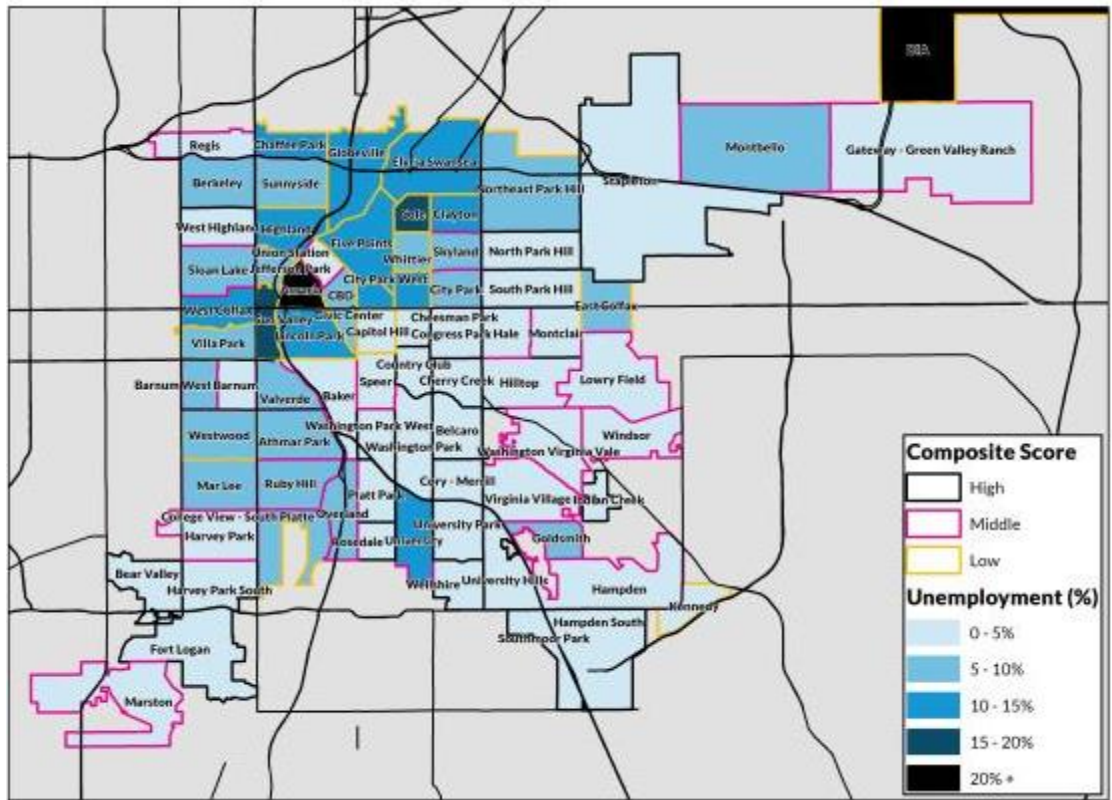 DIA
Regis
Chaffee Park
Globeville
Elyria Swansea
Montbello
Gateway - Green Valley Ranch
Berkeley
Sunnyside
Northeast Park Hill
Stapleton
Cole
Clayton
West Highland
Highland
Five Points
Union Station
Whittier
Skyland
North Park Hill
Sloan Lake
Jefferson Park
City Park West
City Park
South Park Hill
CBD
East Colfax
West Colfax
Sun Valley
Civic Center
Cheesman Park
Villa Park
Lincoln Park
Capitol Hill
Congress Park
Hale
Montclair
Country Club
Barnum West
Barnum
Valverde
Baker
Speer
Cherry Creek
Hilltop
Lowry Field
Westwood
Athmar Park
Washington Park West
Washington Park
Belcaro
Washington Virginia Vale
Windsor
Mar Lee
Ruby Hill
Platt Park
Cory - Merrill
Virginia Village
Indian Creek
College View - South Platte
Overland
Harvey Park
Rosedale
University
University Park
Goldsmith
Bear Valley
Harvey Park South
Wellshire
University Hills
Hampden
Kennedy
Fort Logan
Hampden South
Southmoor Park
Marston
Composite Score
High
Middle
Low
Unemployment (%)
0 - 5%
5 - 10%
10 - 15%
15 - 20%
20% +